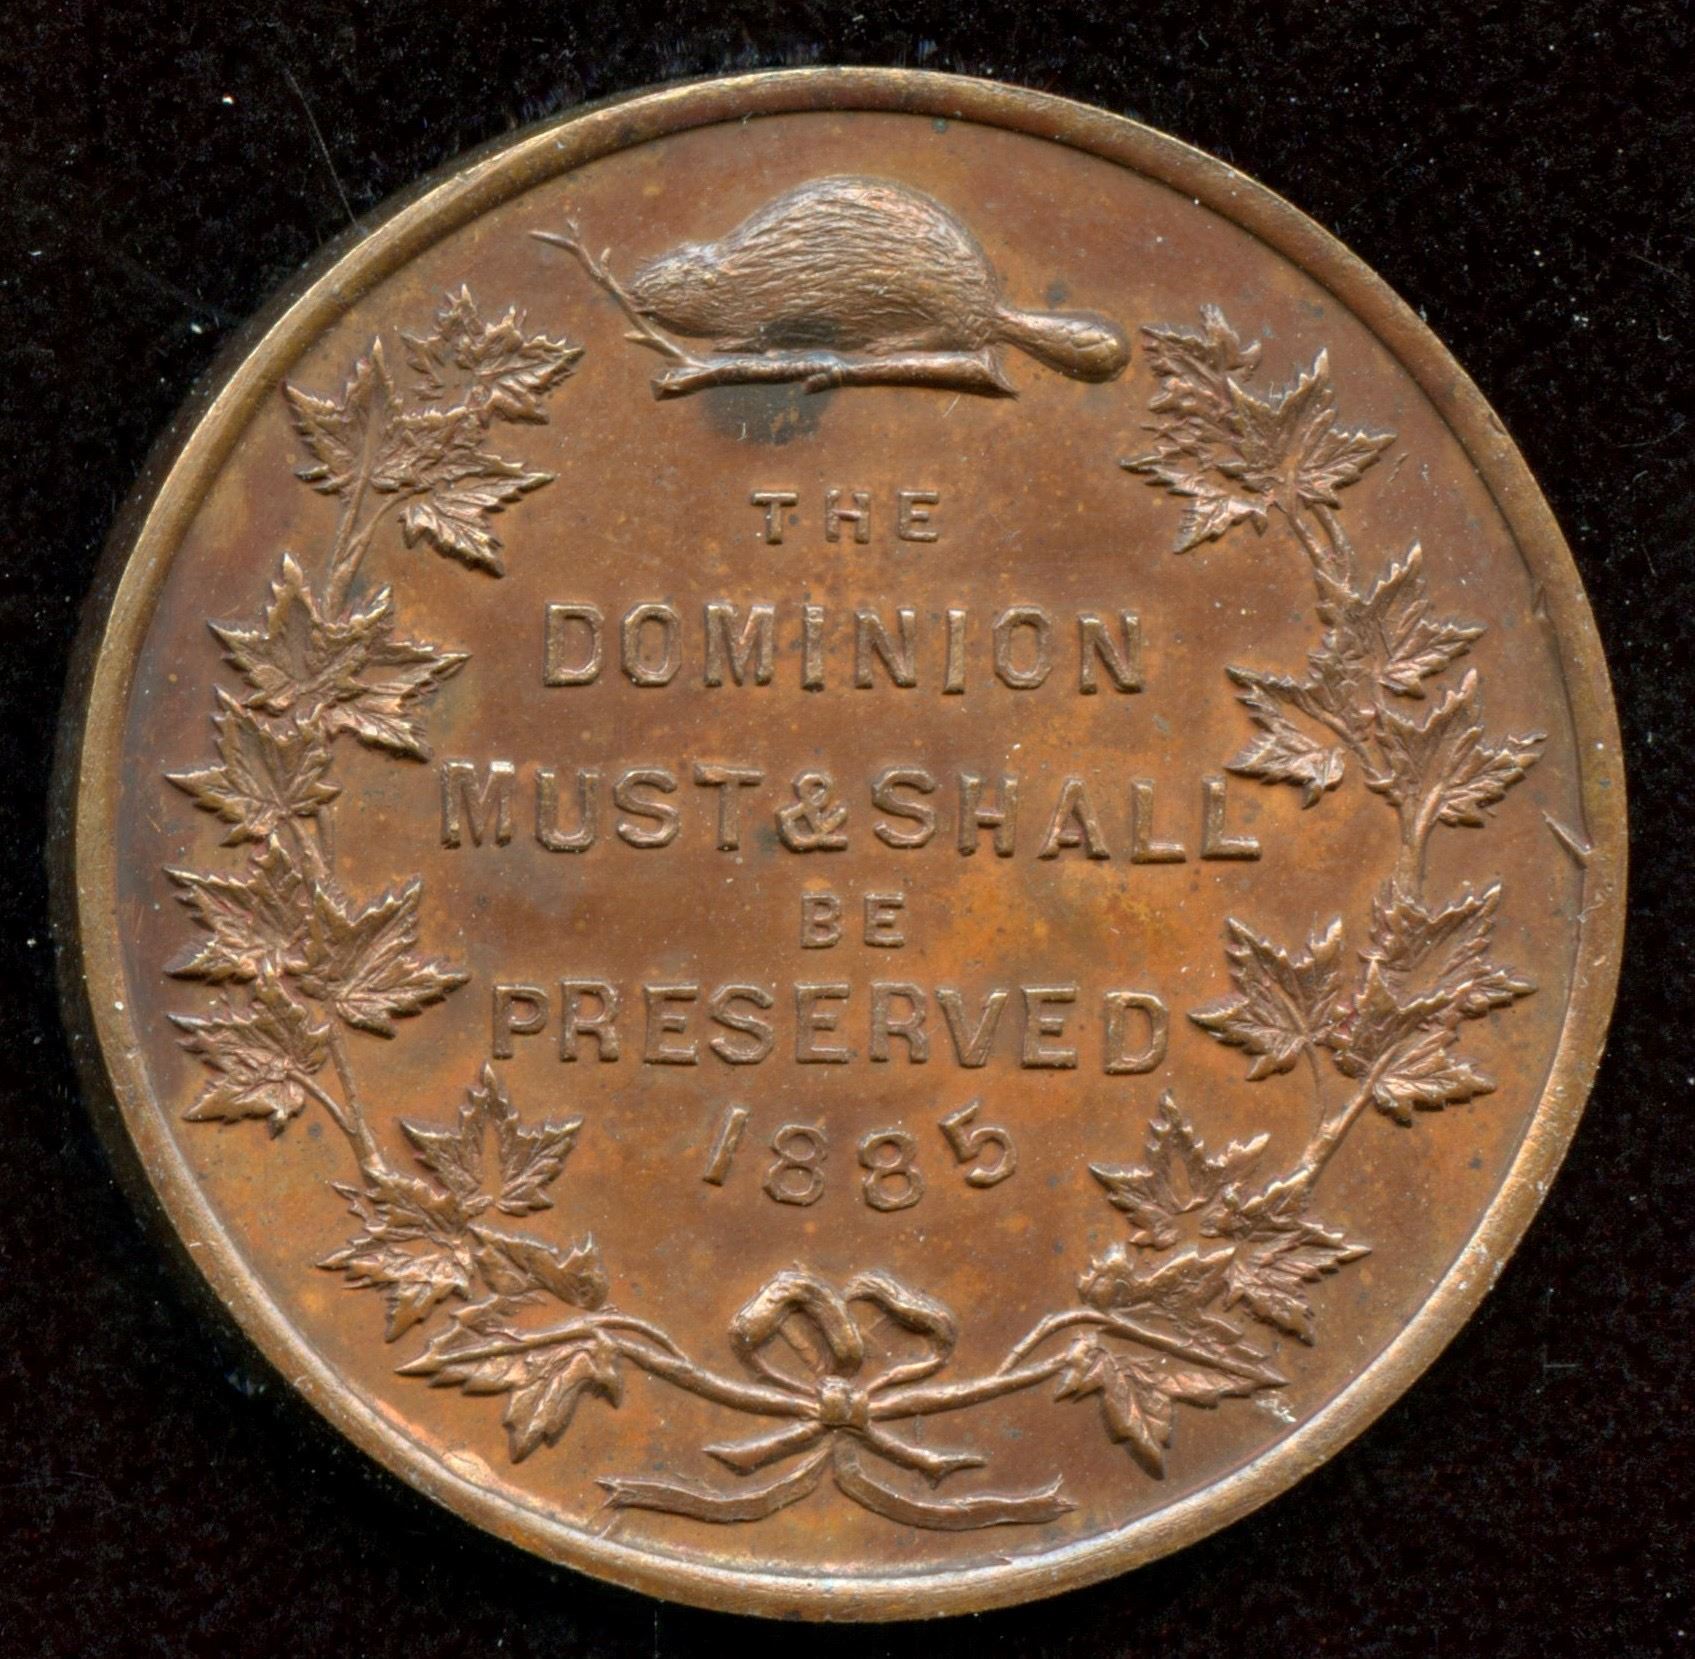 THE
DOMINION
MUST & SHALL
BE
PRESERVED
1885